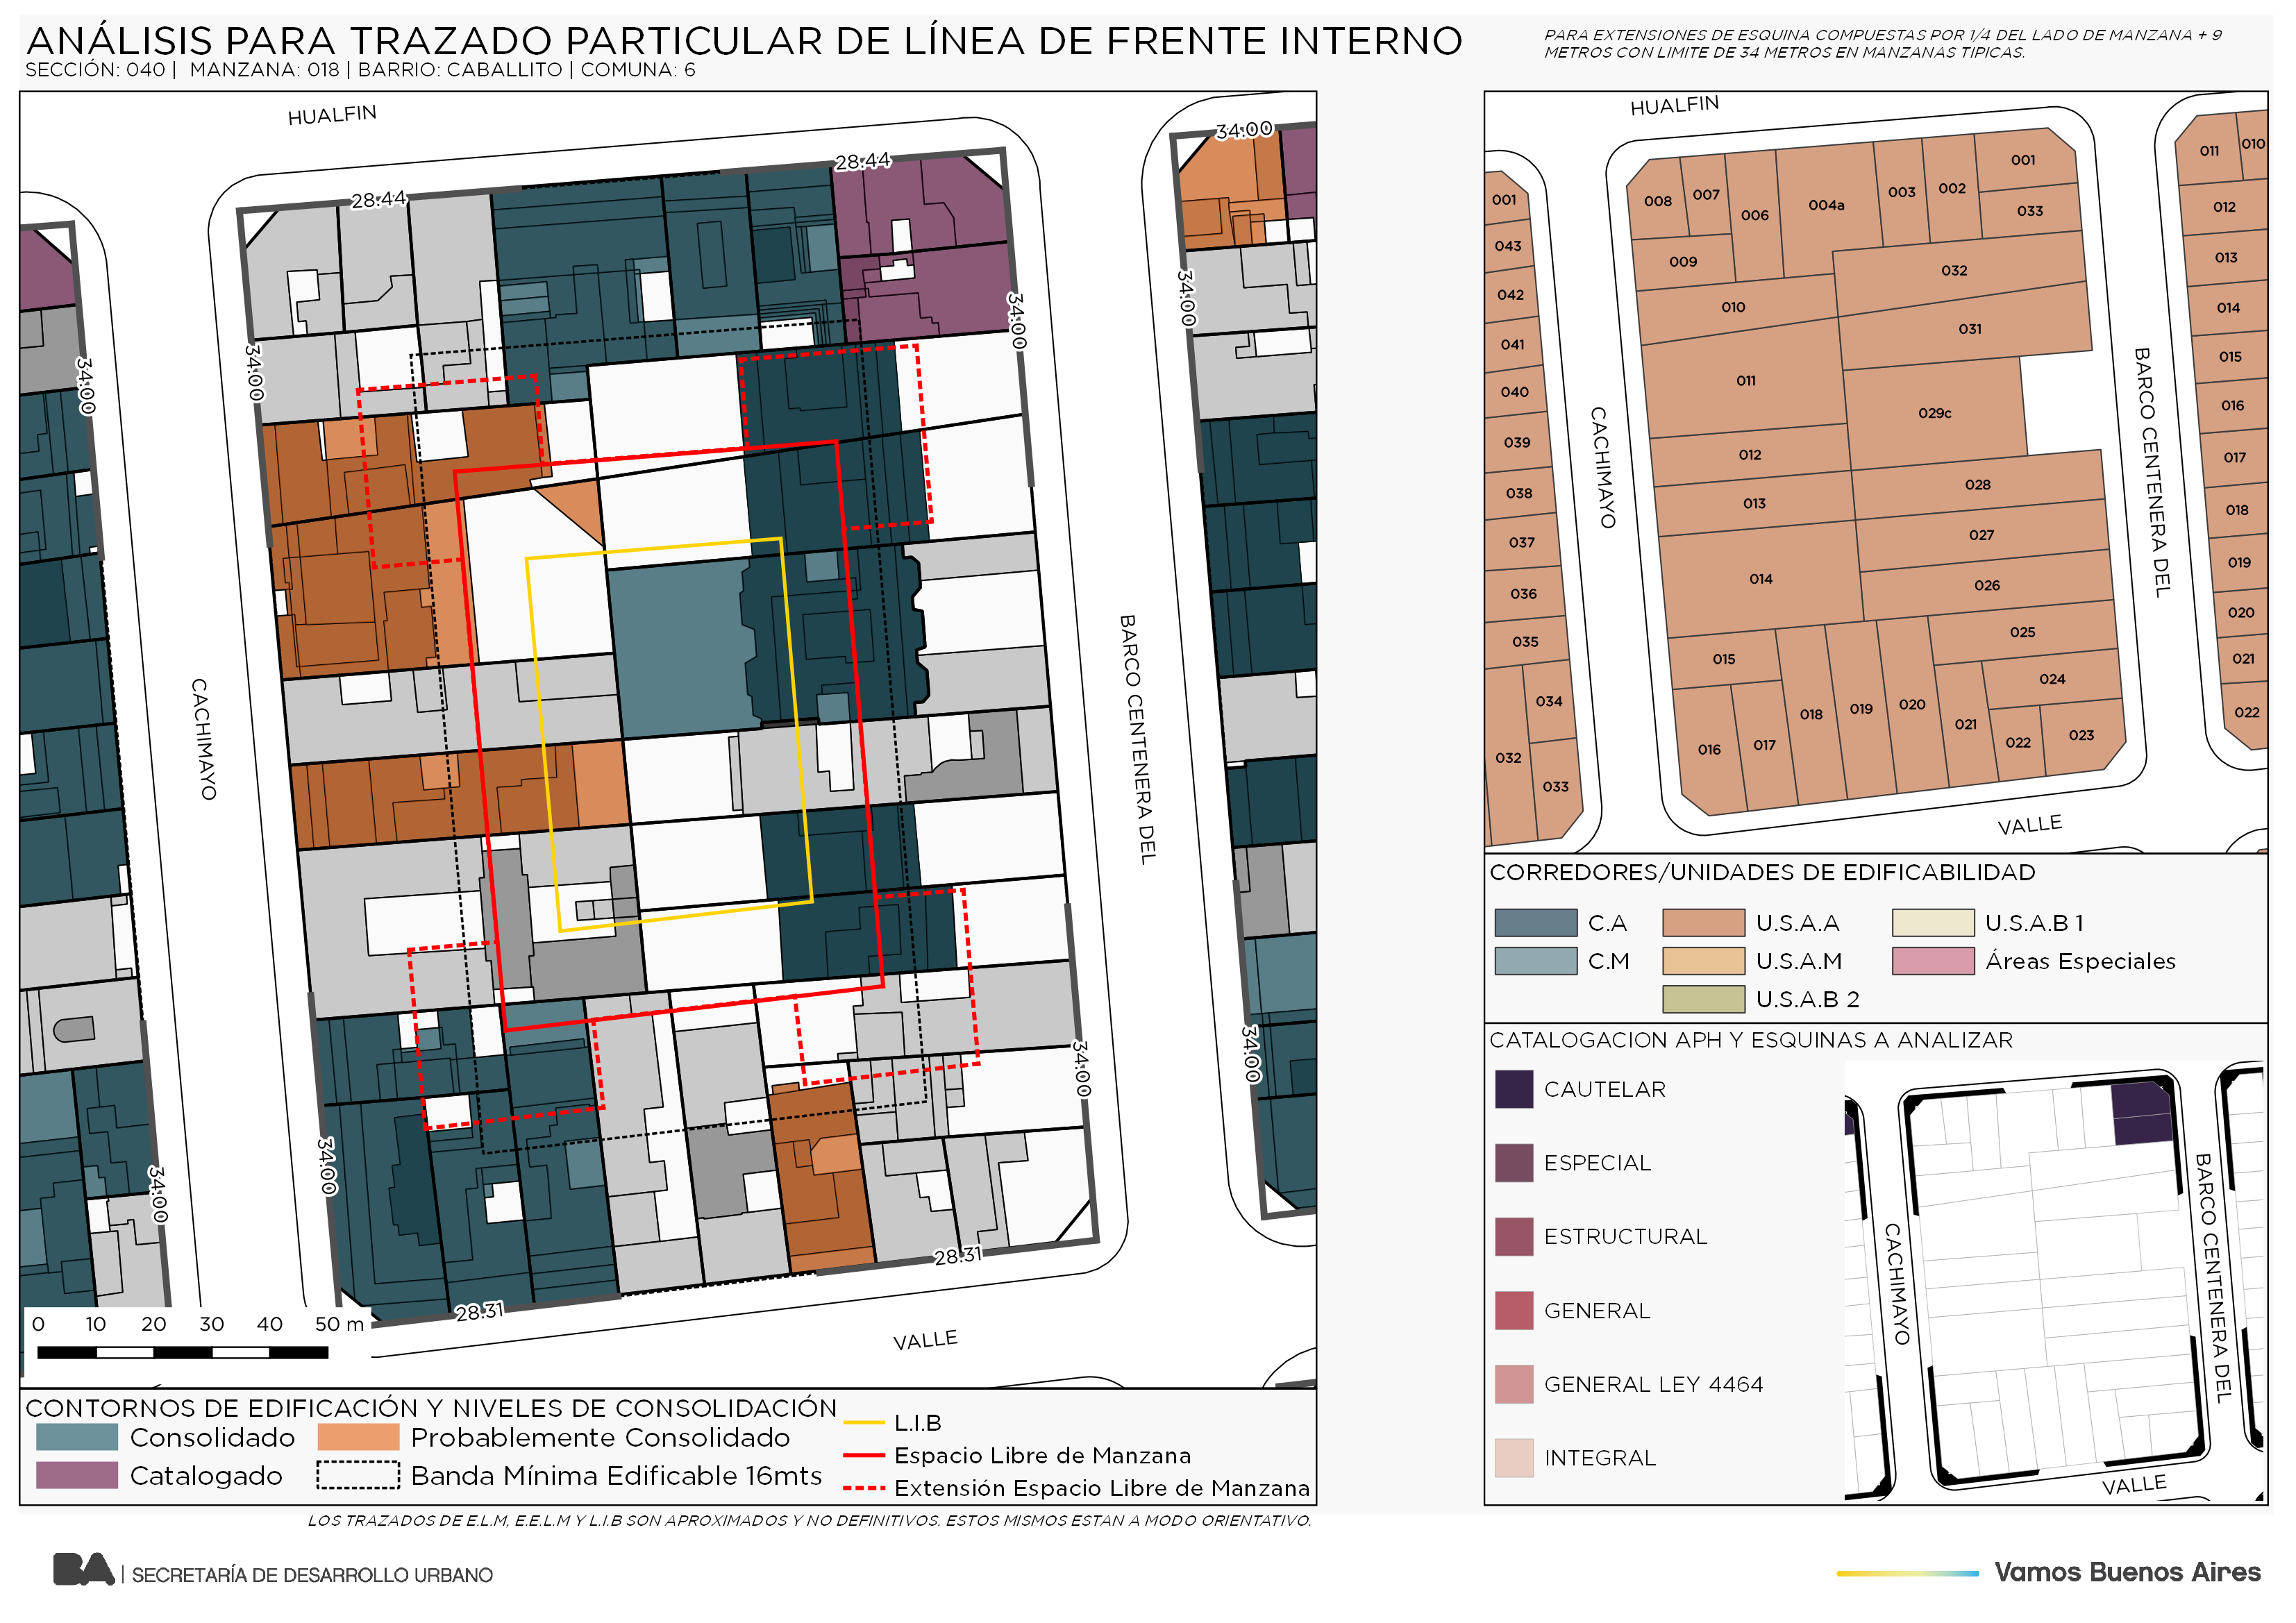 ANÁLISIS PARA TRAZADO PARTICULAR DE LÍNEA DE FRENTE INTERNO
SECCIÓN: 040 | MANZANA: 018 | BARRIO: CABALLITO | COMUNA: 6
PARA EXTENSIONES DE ESQUINA COMPUESTAS POR 1/4 DEL LADO DE MANZANA + 9
METROS CON LIMITE DE 34 METROS EN MANZANAS TIPICAS.
HUALFIN
28.44
28.44
34.00
34.00
34.00
34.00
34.00
CACHIMAYO
BARCO CENTENERA DEL
34.00
34.00
34.00
34.00
28.31
28.31
VALLE
0 10 20 30 40 50 m
CONTORNOS DE EDIFICACIÓN Y NIVELES DE CONSOLIDACIÓN
Consolidado
Probablemente Consolidado
Catalogado
Banda Mínima Edificable 16mts
L.I.B
Espacio Libre de Manzana
Extensión Espacio Libre de Manzana
LOS TRAZADOS DE E.L.M, E.E.L.M Y L.I.B SON APROXIMADOS Y NO DEFINITIVOS. ESTOS MISMOS ESTAN A MODO ORIENTATIVO.
HUALFIN
001
043
042
041
040
039
038
037
036
035
034
032
033
CACHIMAYO
008
007
006
004a
003
002
001
033
009
032
010
031
011
029c
012
028
013
027
014
026
025
015
024
016
017
018
019
020
021
022
023
BARCO CENTENERA DEL
VALLE
011
010
012
013
014
015
016
017
018
019
020
021
022
CORREDORES/UNIDADES DE EDIFICABILIDAD
C.A
U.S.A.A
U.S.A.B 1
C.M
U.S.A.M
Áreas Especiales
U.S.A.B 2
CATALOGACION APH Y ESQUINAS A ANALIZAR
CAUTELAR
ESPECIAL
ESTRUCTURAL
GENERAL
GENERAL LEY 4464
INTEGRAL
CACHIMAYO
BARCO CENTENERA DEL
VALLE
BA | SECRETARÍA DE DESARROLLO URBANO
Vamos Buenos Aires